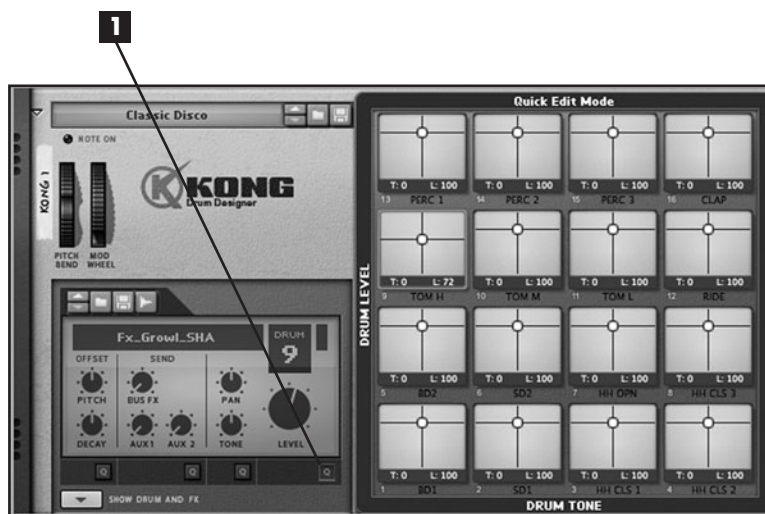 1
Quick Edit Mode
Classic Disco
NOTE ON
KONG 1
KONG
Drum Designer
PITCH BEND
MOD WHEEL
Fx_Growl_SHA
DRUM
9
OFFSET
SEND
PITCH
BUS FX
PAN
DECAY
AUX 1
AUX 2
TONE
LEVEL
Q
Q
Q
Q
SHOW DRUM AND FX
DRUM LEVEL
T: 0 L: 100
T: 0 L: 100
T: 0 L: 100
T: 0 L: 100
13 PERC 1
14 PERC 2
15 PERC 3
16 CLAP
T: 0 L: 72
T: 0 L: 100
T: 0 L: 100
T: 0 L: 100
9 TOM H
10 TOM M
11 TOM L
12 RIDE
T: 0 L: 100
T: 0 L: 100
T: 0 L: 100
T: 0 L: 100
5 BD2
6 SD2
7 HH OPN
8 HH CLS 3
T: 0 L: 100
T: 0 L: 100
T: 0 L: 100
T: 0 L: 100
1 BD1
2 SD1
3 HH CLS 1
4 HH CLS 2
DRUM TONE